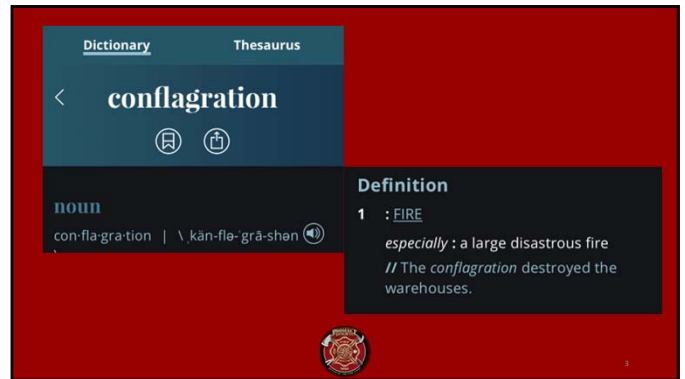 Dictionary Thesaurus
conflagration
noun
con·fla·gra·tion | \ ˌkän-flə-ˈgrā-shən
\
Definition
1 : FIRE
especially : a large disastrous fire
// The conflagration destroyed the
warehouses.
3